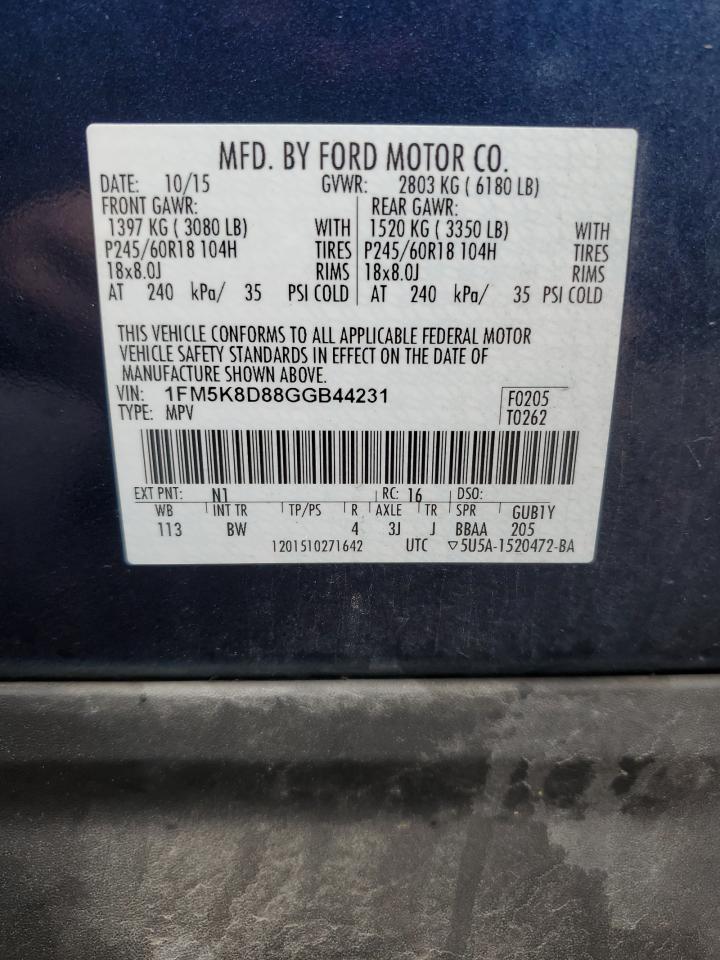 MFD. BY FORD MOTOR CO.
DATE: 10/15 GVWR: 2803 KG ( 6180 LB)
FRONT GAWR: REAR GAWR:
1397 KG ( 3080 LB) WITH 1520 KG ( 3350 LB) WITH
P245/60R18 104H TIRES P245/60R18 104H TIRES
18x8.0J RIMS 18x8.0J RIMS
AT 240 kPa/ 35 PSI COLD AT 240 kPa/ 35 PSI COLD
THIS VEHICLE CONFORMS TO ALL APPLICABLE FEDERAL MOTOR
VEHICLE SAFETY STANDARDS IN EFFECT ON THE DATE OF
MANUFACTURE SHOWN ABOVE.
VIN: 1FM5K8D88GGB44231 F0205
TYPE: MPV T0262
EXT PNT: N1 RC: 16 DSO:
WB INT TR TP/PS R AXLE TR SPR GUB1Y
113 BW 4 3J J BBAA 205
1201510271642 UTC ▽5U5A-1520472-BA